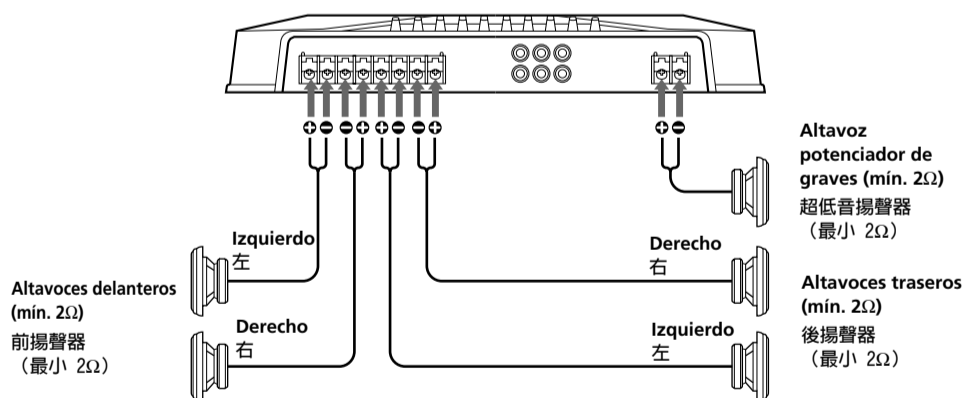 Altavoz
potenciador de
graves (mín. 2Ω)
超低音揚聲器
（最小 2Ω）
Izquierdo
左
Derecho
右
Altavoces delanteros
(mín. 2Ω)
前揚聲器
（最小 2Ω）
Derecho
右
Izquierdo
左
Altavoces traseros
(mín. 2Ω)
後揚聲器
（最小 2Ω）